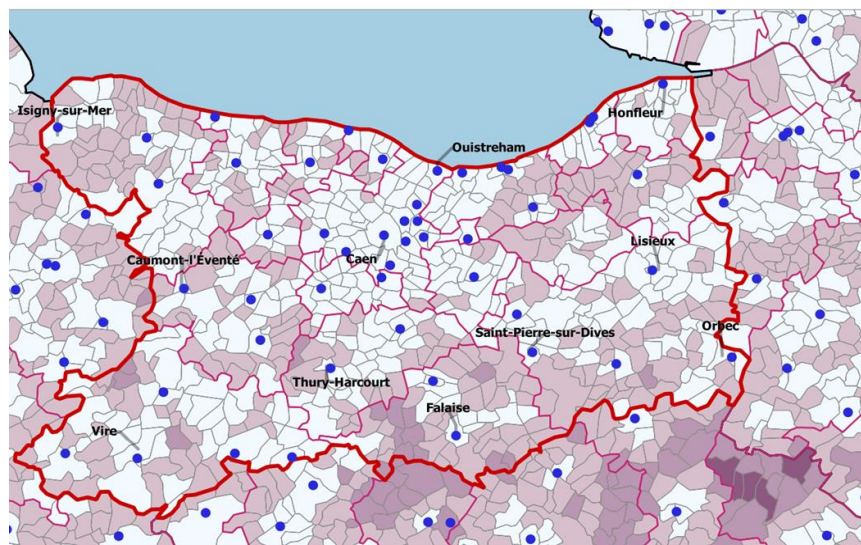 Isigny-sur-Mer
Honfleur
Ouistreham
Lisieux
Caen
Caumont-l'Éventé
Orbec
Saint-Pierre-sur-Dives
Thury-Harcourt
Falaise
Vire